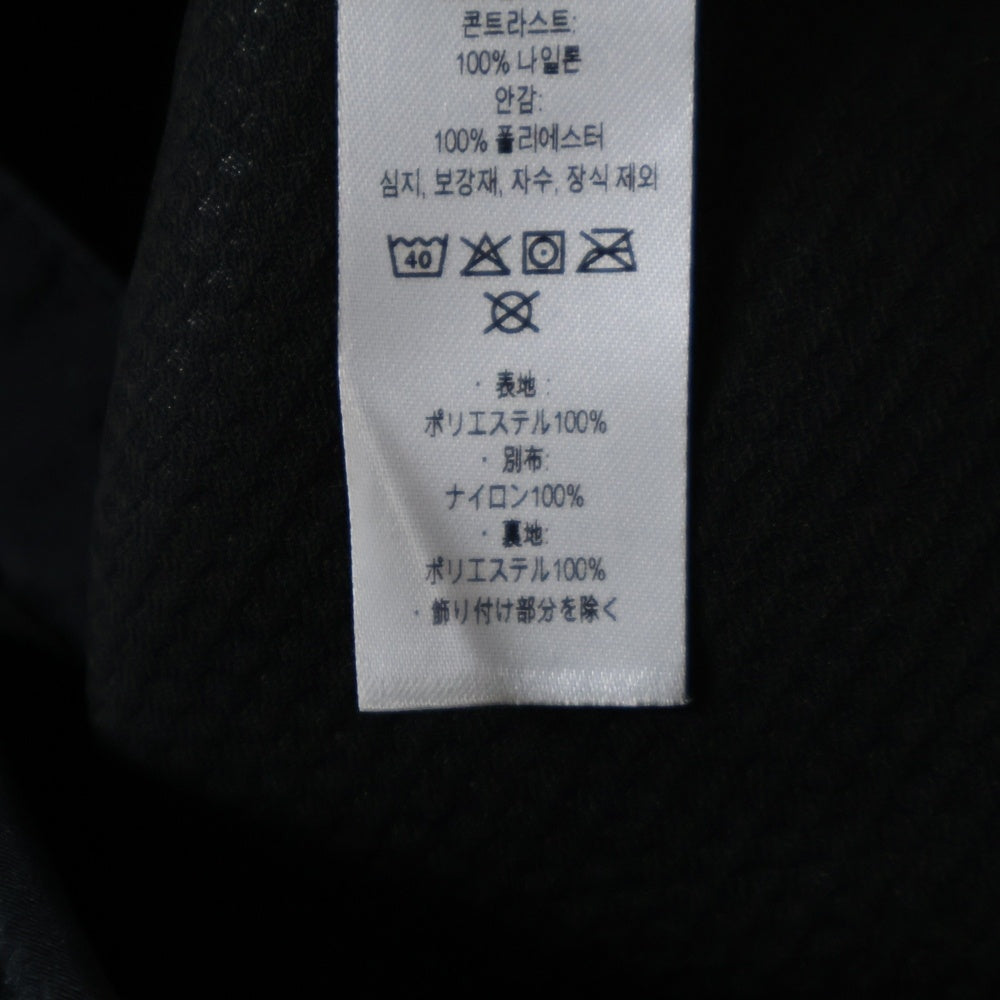 콘트라스트:
100% 나일론
안감:
100% 폴리에스터
심지, 보강재, 자수, 장식 제외
40
・表地 :
ポリエステル100%
・別布:
ナイロン100%
・裏地:
ポリエステル100%
・飾り付け部分を除く